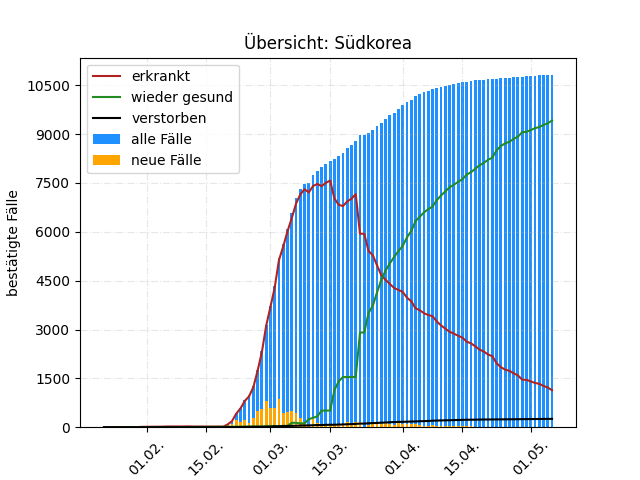 Übersicht: Südkorea
erkrankt
wieder gesund
verstorben
alle Fälle
neue Fälle
bestätigte Fälle
10500
9000
7500
6000
4500
3000
1500
0
01.02.
15.02.
01.03.
15.03.
01.04.
15.04.
01.05.